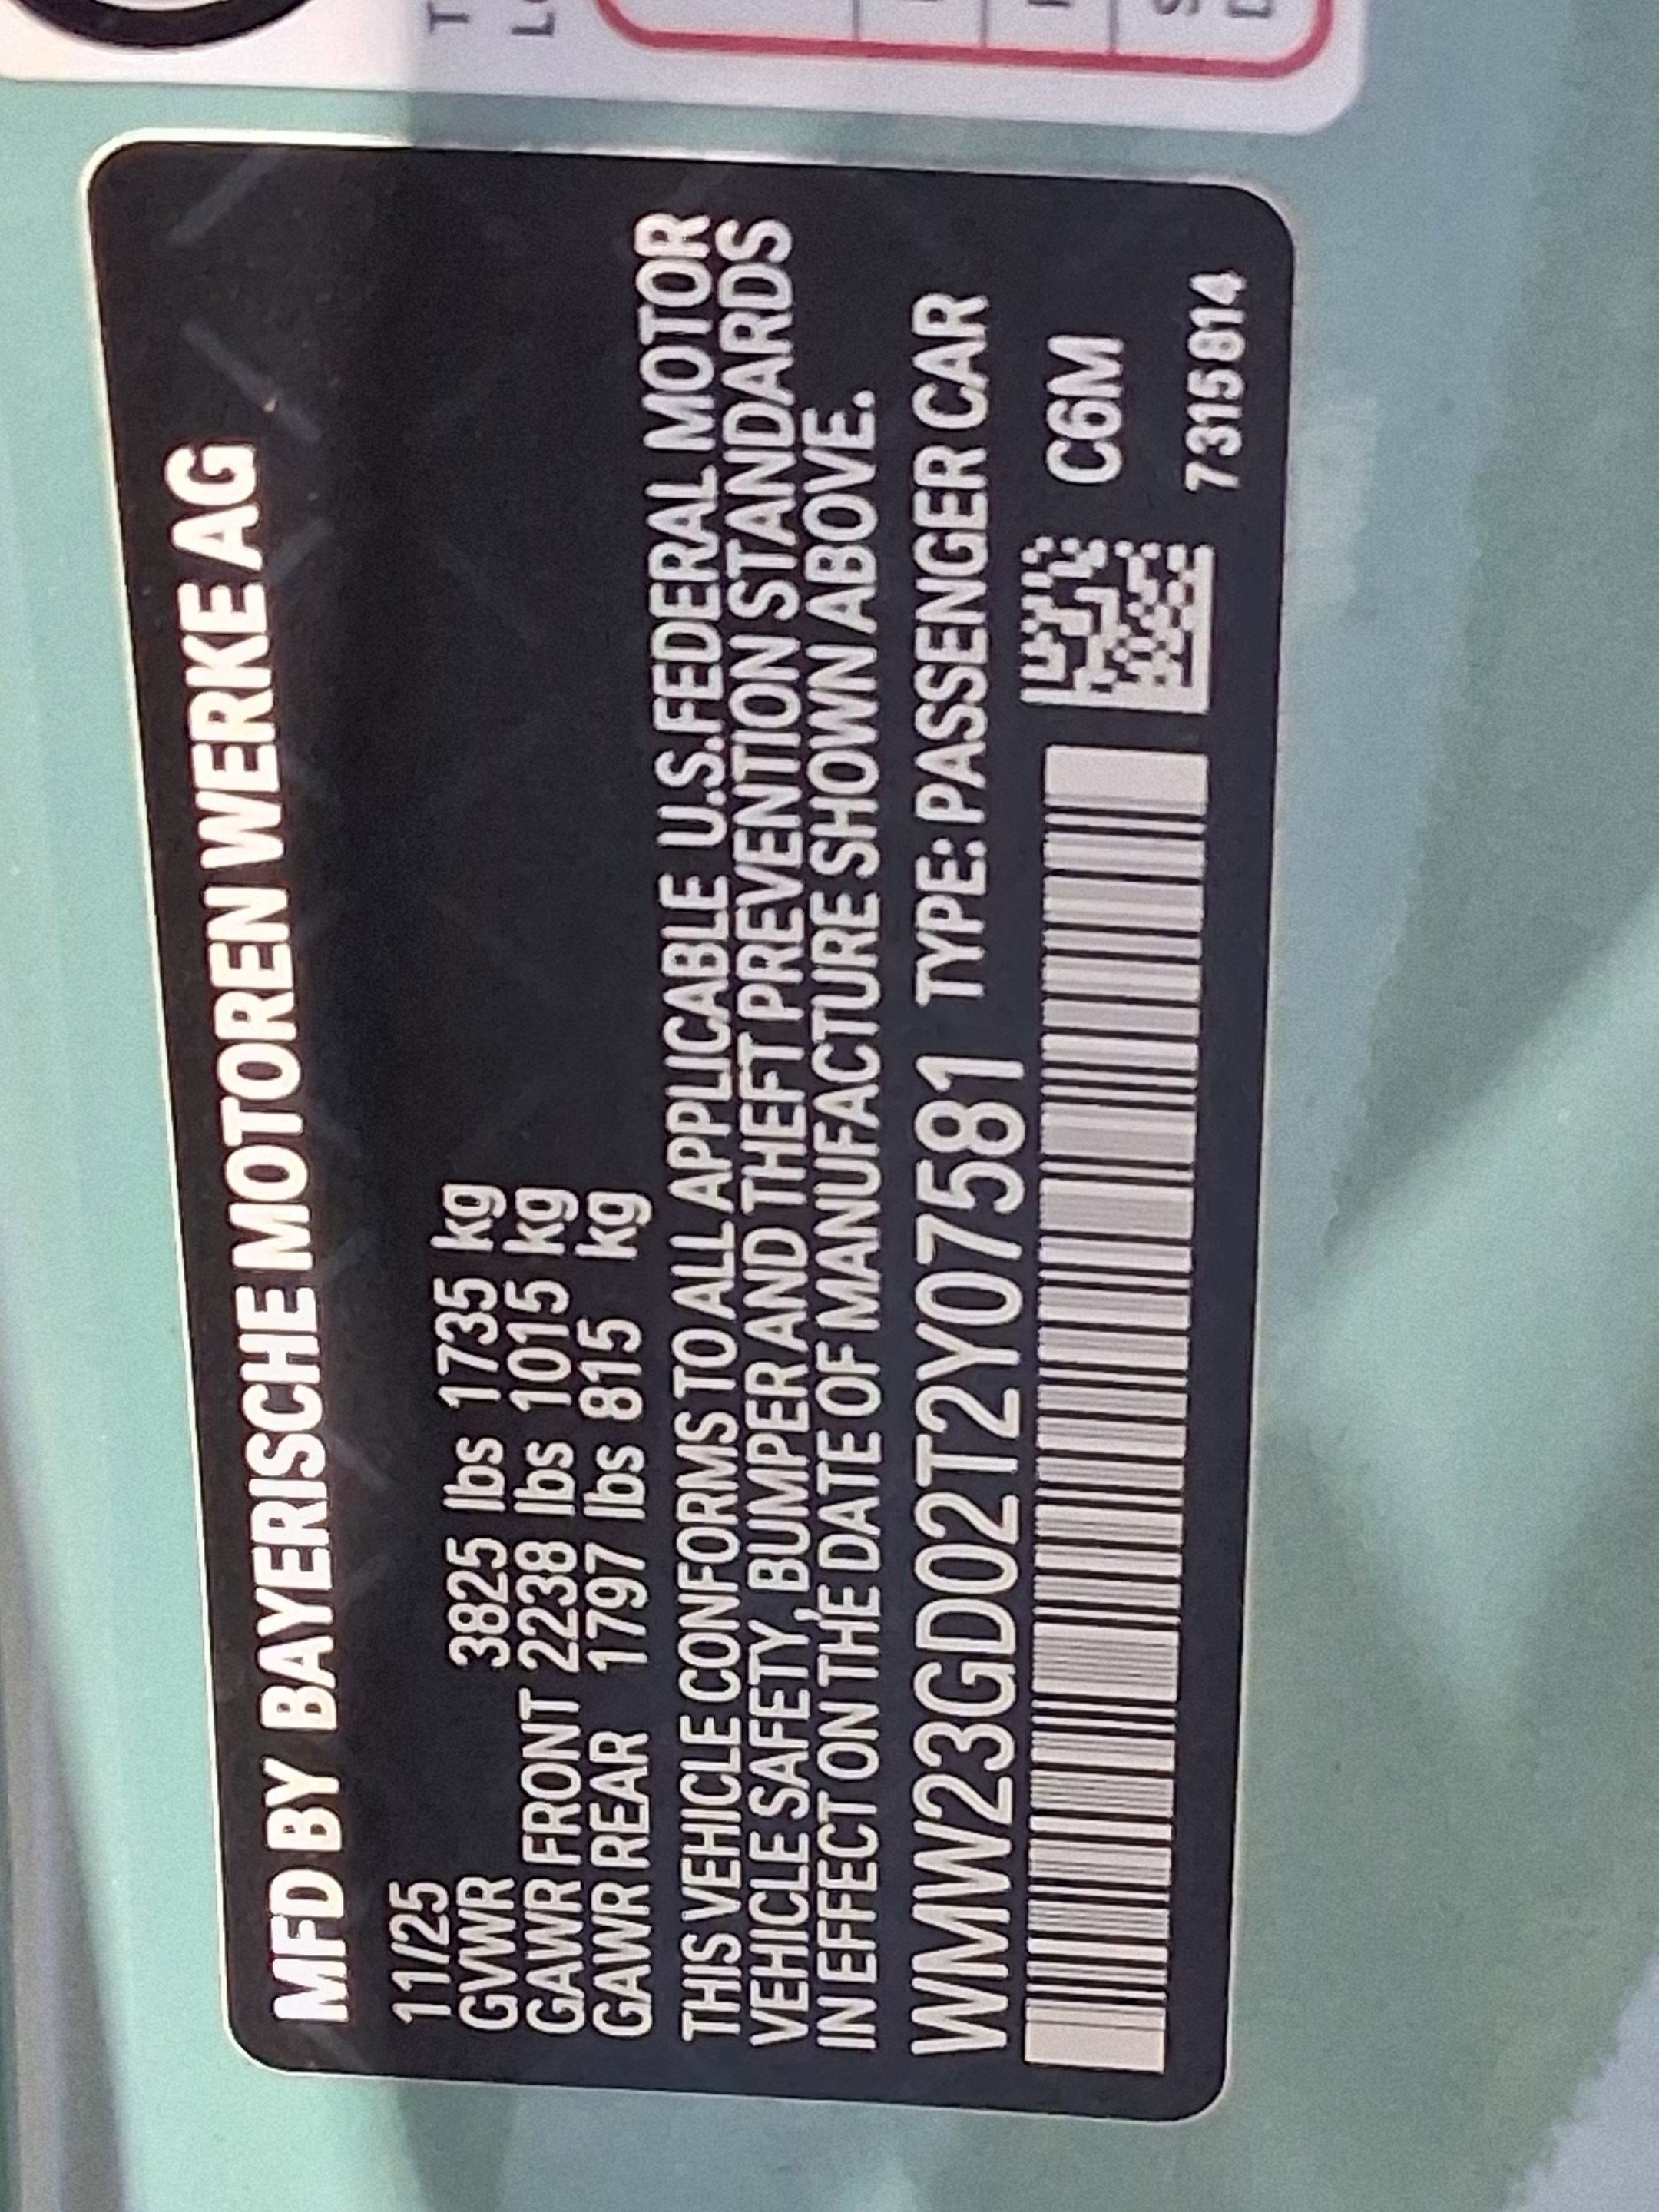 MFD BY BAYERISCHE MOTOREN WERKE AG
11/25
GVWR 3825 lbs 1735 kg
GAWR FRONT 2238 lbs 1015 kg
GAWR REAR 1797 lbs 815 kg
THIS VEHICLE CONFORMS TO ALL APPLICABLE U.S.FEDERAL MOTOR
VEHICLE SAFETY, BUMPER AND THEFT PREVENTION STANDARDS
IN EFFECT ON THE DATE OF MANUFACTURE SHOWN ABOVE.
WMW23GD02T2Y07581 TYPE: PASSENGER CAR
C6M
7315814